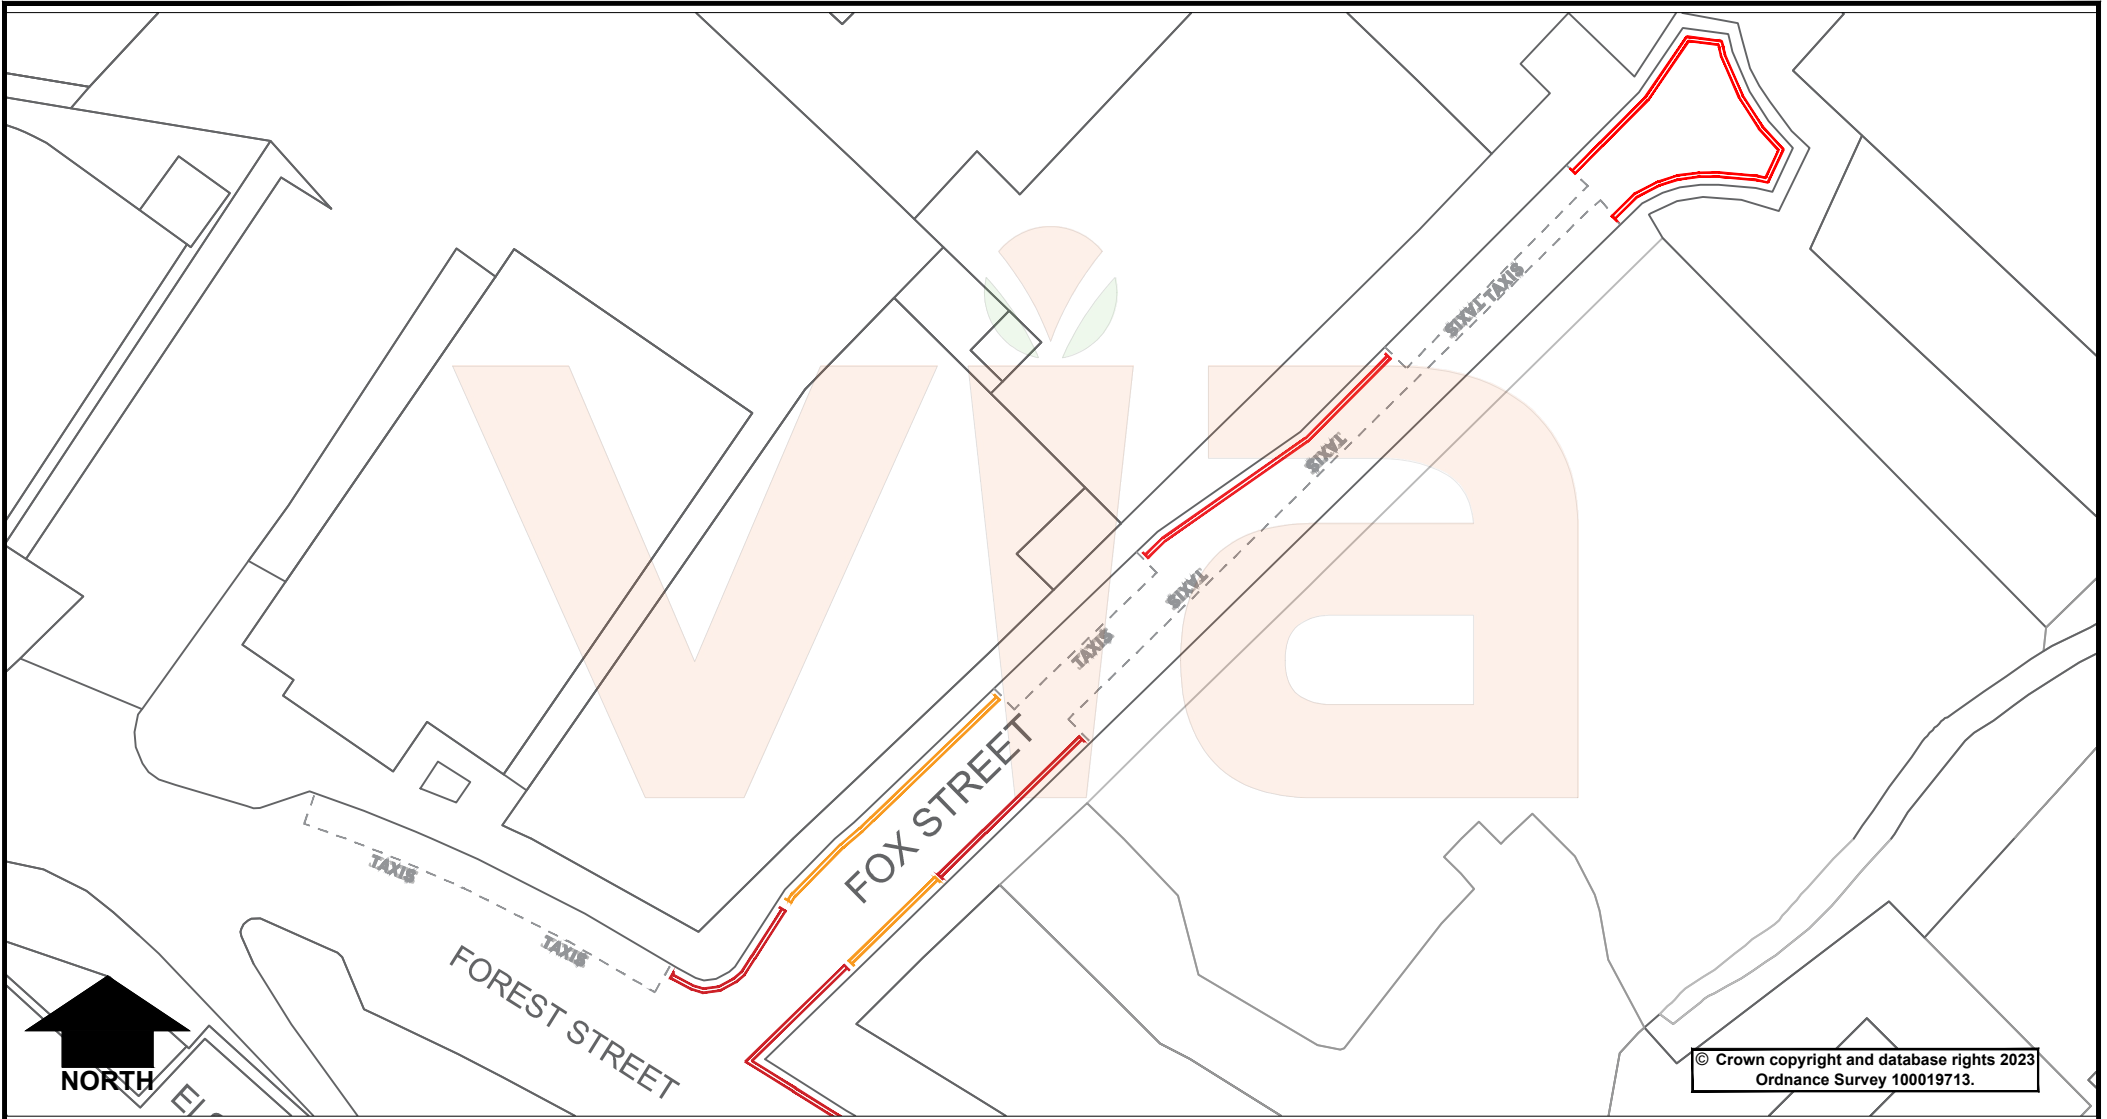 TAXIS TAXIS
TAXIS
TAXIS
TAXIS
FOX STREET
TAXIS
TAXIS
FOREST STREET
NORTH
via
© Crown copyright and database rights 2023
Ordnance Survey 100019713.